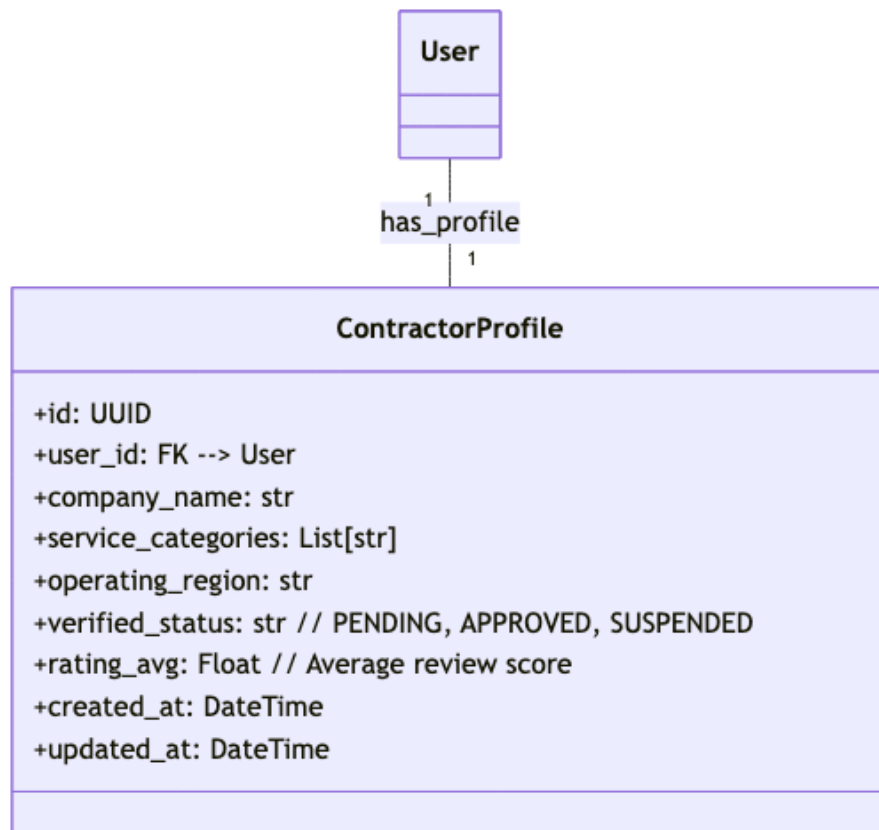 User
1
has_profile
1
ContractorProfile
+id: UUID
+user_id: FK --> User
+company_name: str
+service_categories: List[str]
+operating_region: str
+verified_status: str // PENDING, APPROVED, SUSPENDED
+rating_avg: Float // Average review score
+created_at: DateTime
+updated_at: DateTime